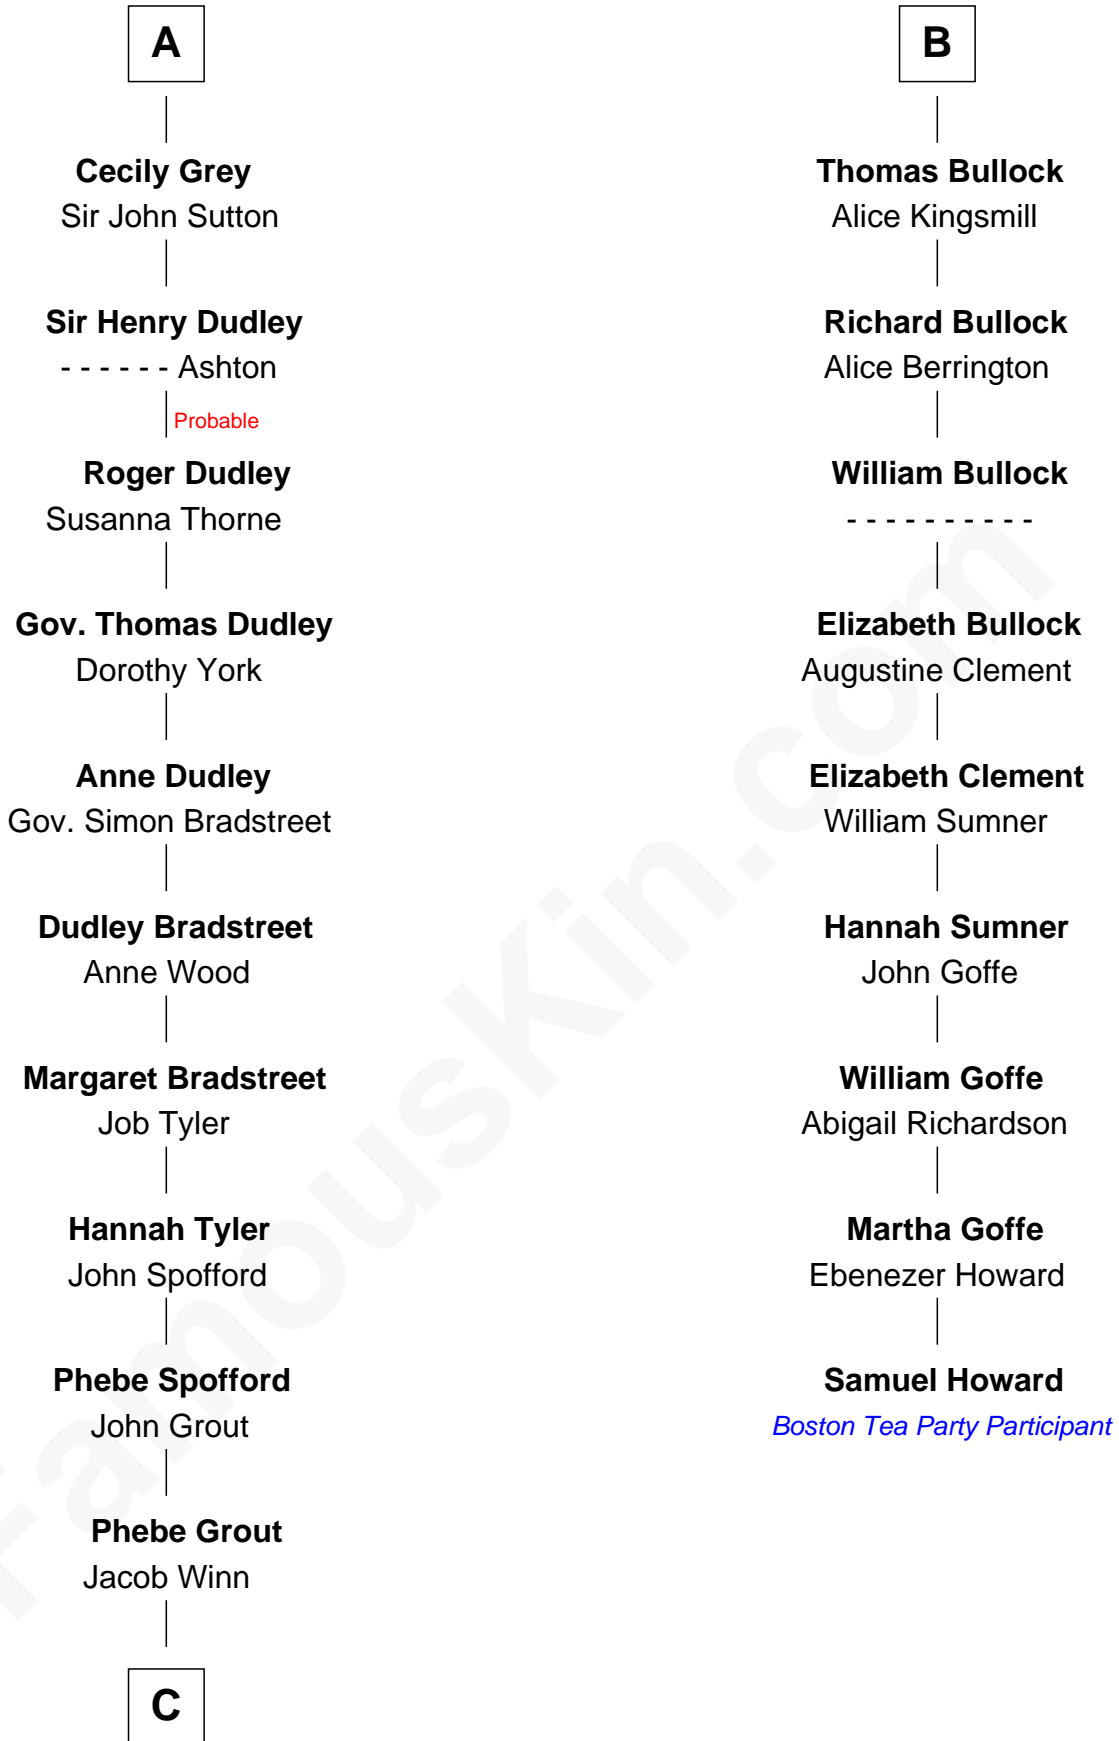 A
Cecily Grey
Sir John Sutton
Sir Henry Dudley
- - - - - - Ashton
Probable
Roger Dudley
Susanna Thorne
Gov. Thomas Dudley
Dorothy York
Anne Dudley
Gov. Simon Bradstreet
Dudley Bradstreet
Anne Wood
Margaret Bradstreet
Job Tyler
Hannah Tyler
John Spofford
Phebe Spofford
John Grout
Phebe Grout
Jacob Winn
C
B
Thomas Bullock
Alice Kingsmill
Richard Bullock
Alice Berrington
William Bullock
- - - - - - - - - -
Elizabeth Bullock
Augustine Clement
Elizabeth Clement
William Sumner
Hannah Sumner
John Goffe
William Goffe
Abigail Richardson
Martha Goffe
Ebenezer Howard
Samuel Howard
Boston Tea Party Participant
FamousKin.com